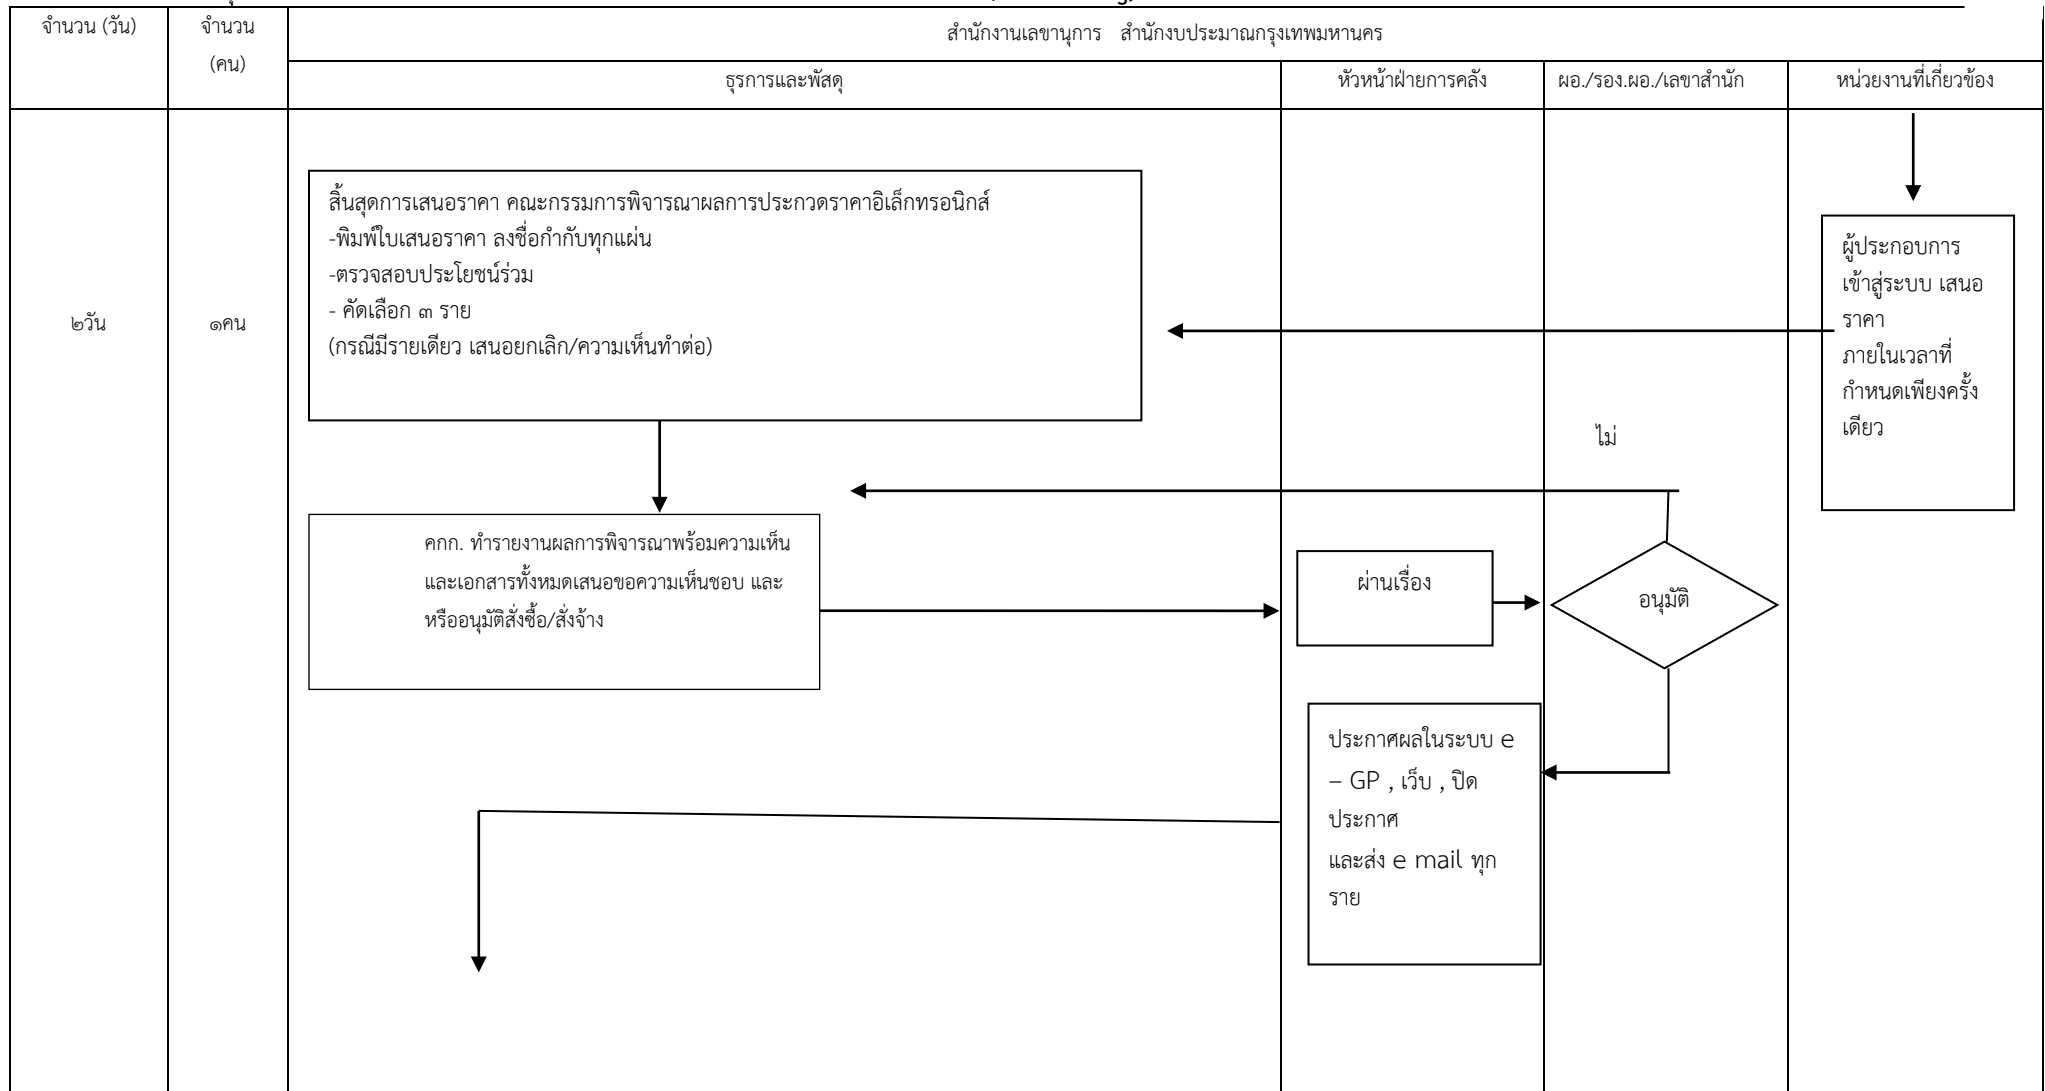 จำนวน (วัน)
จำนวน
(คน)
สำนักงานเลขานุการ สำนักงบประมาณกรุงเทพมหานคร
ธุรการและพัสดุ
หัวหน้าฝ่ายการคลัง
ผอ./รอง.ผอ./เลขาสำนัก
หน่วยงานที่เกี่ยวข้อง
๒วัน
๑คน
สิ้นสุดการเสนอราคา คณะกรรมการพิจารณาผลการประกวดราคาอิเล็กทรอนิกส์
-พิมพ์ใบเสนอราคา ลงชื่อกำกับทุกแผ่น
-ตรวจสอบประโยชน์ร่วม
- คัดเลือก ๓ ราย
(กรณีมีรายเดียว เสนอยกเลิก/ความเห็นทำต่อ)
ผู้ประกอบการ
เข้าสู่ระบบ เสนอ
ราคา
ภายในเวลาที่
กำหนดเพียงครั้ง
เดียว
ไม่
คกก. ทำรายงานผลการพิจารณาพร้อมความเห็น
และเอกสารทั้งหมดเสนอขอความเห็นชอบ และ
หรืออนุมัติสั่งซื้อ/สั่งจ้าง
ผ่านเรื่อง
อนุมัติ
ประกาศผลในระบบ e
– GP , เว็บ , ปิด
ประกาศ
และส่ง e mail ทุก
ราย